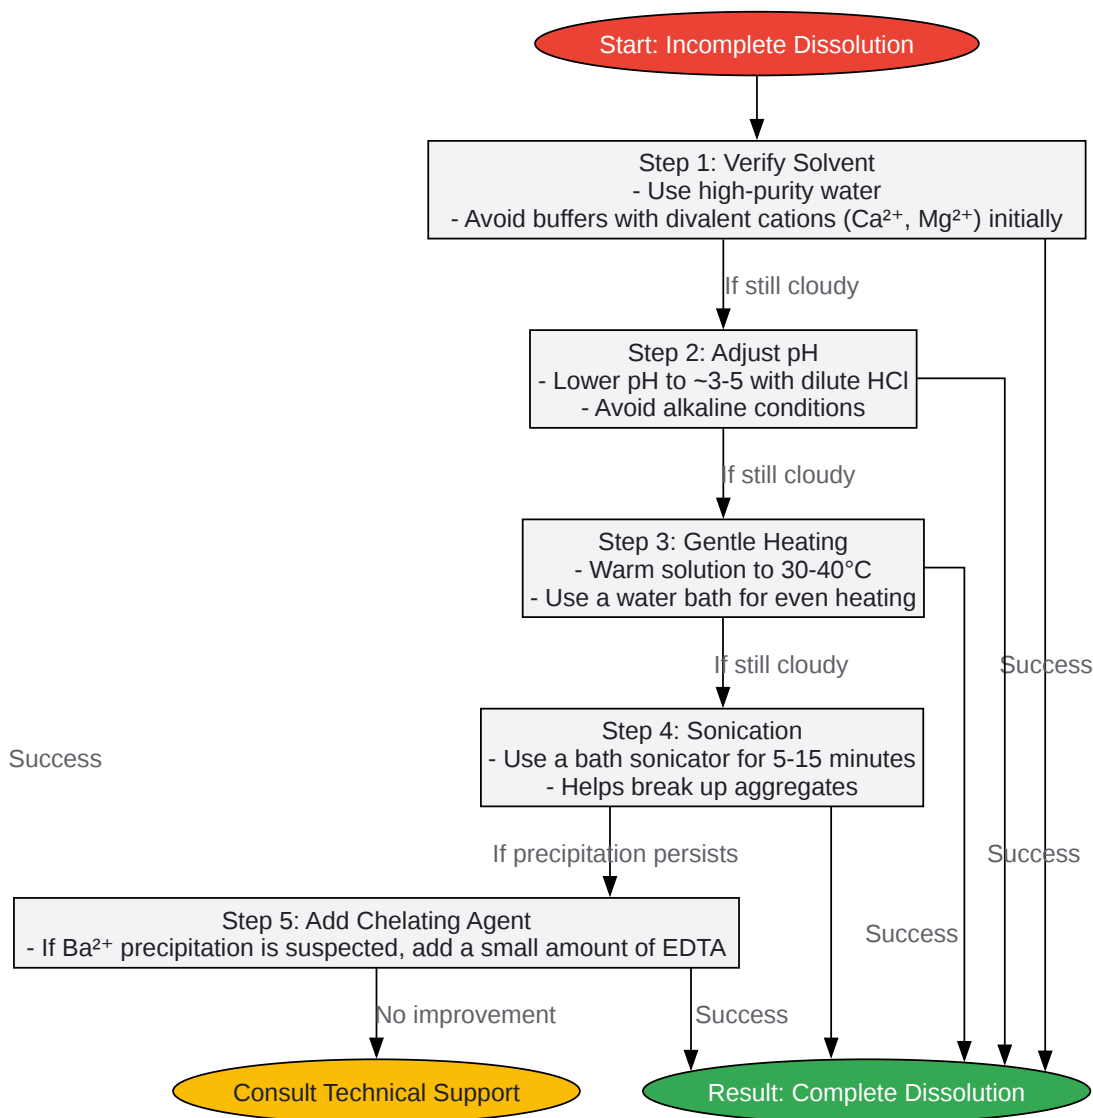 Start: Incomplete Dissolution
Step 1: Verify Solvent
- Use high-purity water
- Avoid buffers with divalent cations (Ca²⁺, Mg²⁺) initially
If still cloudy
Step 2: Adjust pH
- Lower pH to ~3-5 with dilute HCl
- Avoid alkaline conditions
If still cloudy
Step 3: Gentle Heating
- Warm solution to 30-40°C
- Use a water bath for even heating
If still cloudy
Success
Step 4: Sonication
- Use a bath sonicator for 5-15 minutes
- Helps break up aggregates
Success
If precipitation persists
Success
Step 5: Add Chelating Agent
- If Ba²⁺ precipitation is suspected, add a small amount of EDTA
Success
No improvement
Success
Consult Technical Support
Result: Complete Dissolution